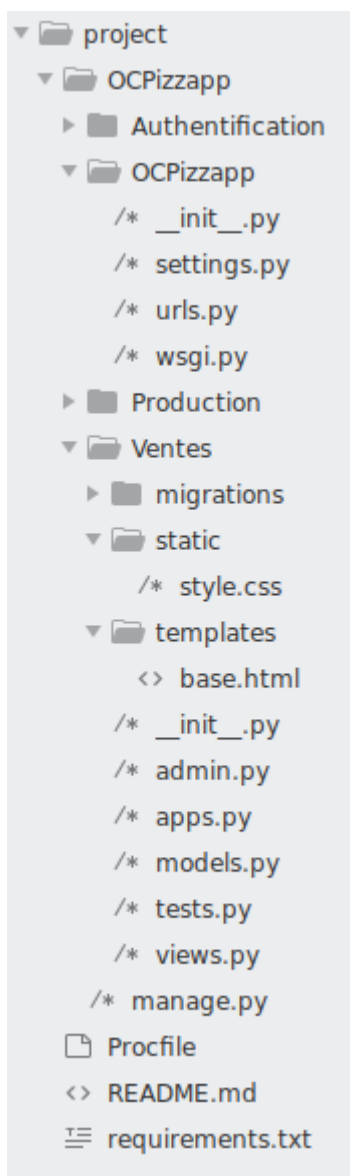 project
OCPizzapp
Authentification
OCPizzapp
/* __init__.py
/* settings.py
/* urls.py
/* wsgi.py
Production
Ventes
migrations
static
/* style.css
templates
<> base.html
/* __init__.py
/* admin.py
/* apps.py
/* models.py
/* tests.py
/* views.py
/* manage.py
Procfile
<> README.md
requirements.txt